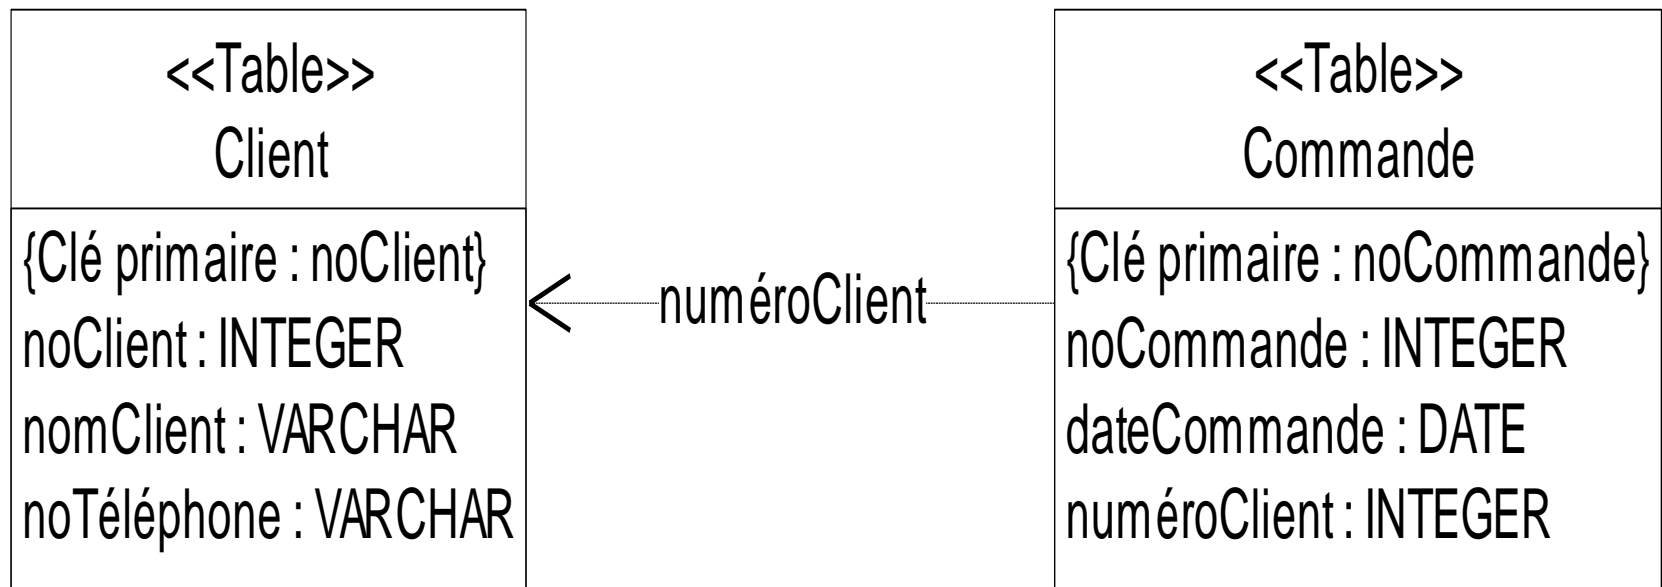 <<Table>>
Client
{Clé primaire : noClient}
noClient : INTEGER
nomClient : VARCHAR
noTéléphone : VARCHAR
numéroClient
<<Table>>
Commande
{Clé primaire : noCommande}
noCommande : INTEGER
dateCommande : DATE
numéroClient : INTEGER